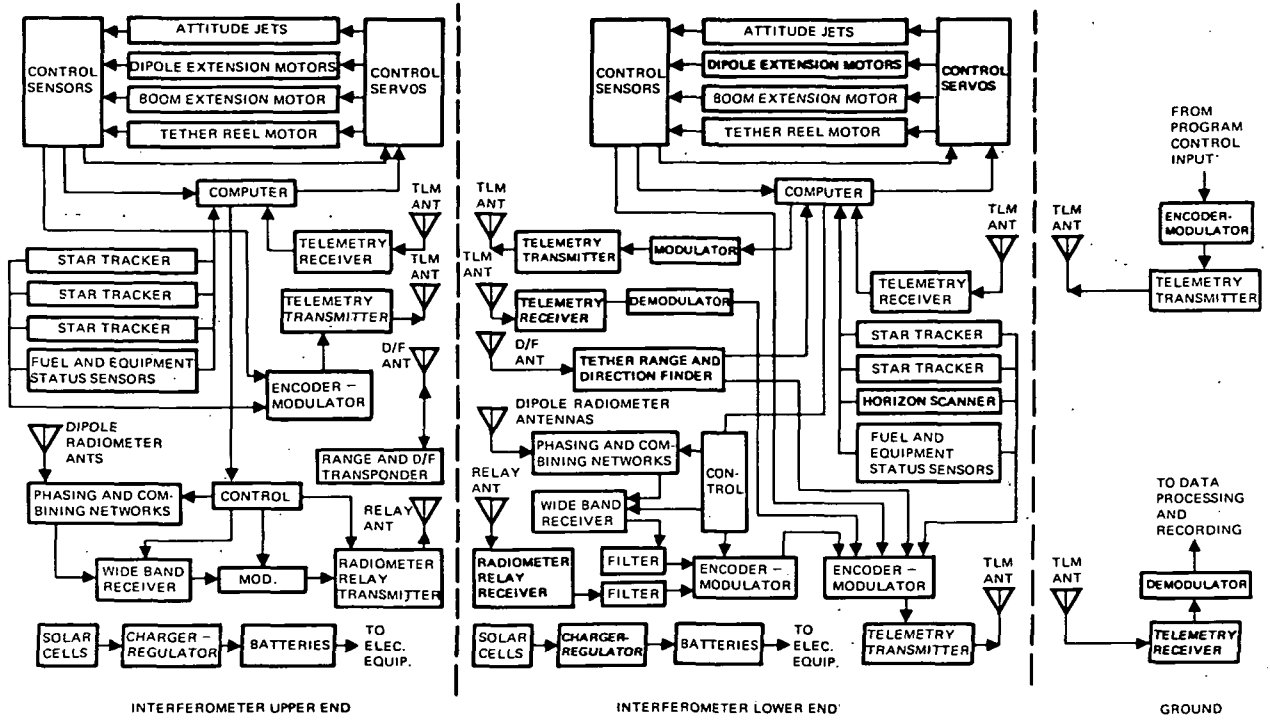 ATTITUDE JETS
DIPOLE EXTENSION MOTORS
BOOM EXTENSION MOTOR
TETHER REEL MOTOR
CONTROL
SENSORS
CONTROL
SERVOS
COMPUTER
TLM
ANT
TELEMETRY
RECEIVER
TLM
ANT
STAR TRACKER
STAR TRACKER
STAR TRACKER
FUEL AND EQUIPMENT
STATUS SENSORS
TELEMETRY
TRANSMITTER
D/F
ANT
ENCODER –
MODULATOR
DIPOLE
RADIOMETER
ANTS
RANGE AND D/F
TRANSPONDER
PHASING AND COM-
BINING NETWORKS
CONTROL
RELAY
ANT
WIDE BAND
RECEIVER
MOD.
RADIOMETER
RELAY
TRANSMITTER
SOLAR
CELLS
CHARGER –
REGULATOR
BATTERIES
TO
ELEC.
EQUIP.
INTERFEROMETER UPPER END
ATTITUDE JETS
DIPOLE EXTENSION MOTORS
BOOM EXTENSION MOTOR
TETHER REEL MOTOR
CONTROL
SENSORS
CONTROL
SERVOS
COMPUTER
TLM
ANT
TELEMETRY
TRANSMITTER
MODULATOR
TLM
ANT
TLM
ANT
TELEMETRY
RECEIVER
DEMODULATOR
TELEMETRY
RECEIVER
D/F
ANT
TETHER RANGE AND
DIRECTION FINDER
STAR TRACKER
STAR TRACKER
HORIZON SCANNER
FUEL AND
EQUIPMENT
STATUS SENSORS
DIPOLE RADIOMETER
ANTENNAS
PHASING AND COM-
BINING NETWORKS
CON-
TROL
RELAY
ANT
WIDE BAND
RECEIVER
RADIOMETER
RELAY
RECEIVER
FILTER
FILTER
ENCODER –
MODULATOR
ENCODER –
MODULATOR
TLM
ANT
SOLAR
CELLS
CHARGER-
REGULATOR
BATTERIES
TO
ELEC.
EQUIP.
TELEMETRY
TRANSMITTER
INTERFEROMETER LOWER END
FROM
PROGRAM
CONTROL
INPUT
TLM
ANT
ENCODER-
MODULATOR
TELEMETRY
TRANSMITTER
TO DATA
PROCESSING
AND
RECORDING
TLM
ANT
DEMODULATOR
TELEMETRY
RECEIVER
GROUND